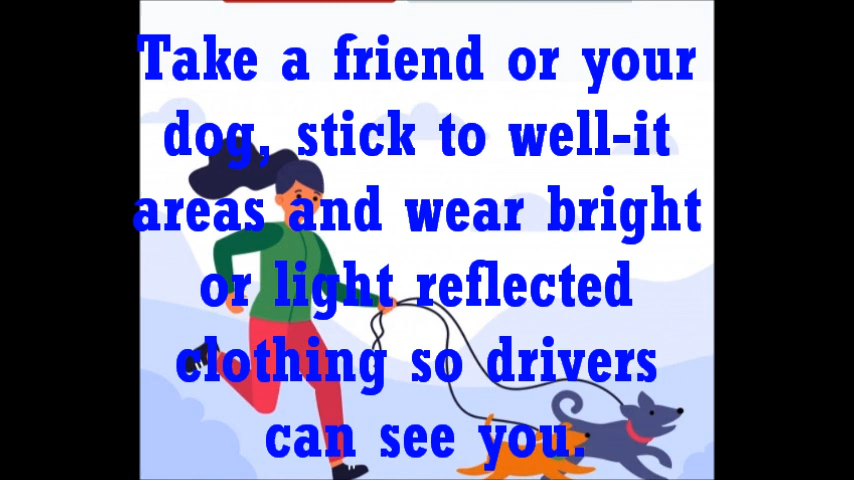 Take a friend or your
dog, stick to well-it
areas and wear bright
or light reflected
clothing so drivers
can see you.